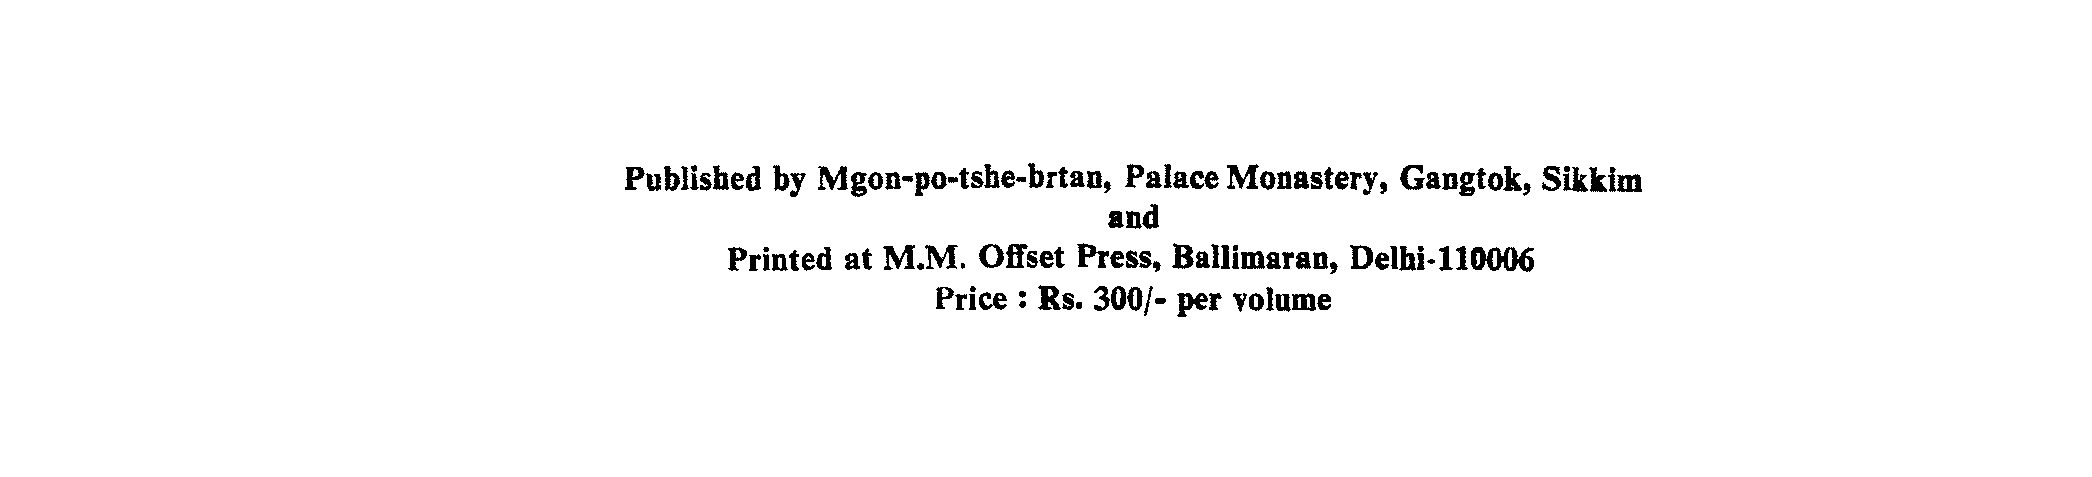 Published by Mgon-po-tshe-brtan, Palace Monastery, Gangtok, Sikkim
and
Printed at M.M. Offset Press, Ballimaran, Delhi-110006
Price : Rs. 300/- per volume